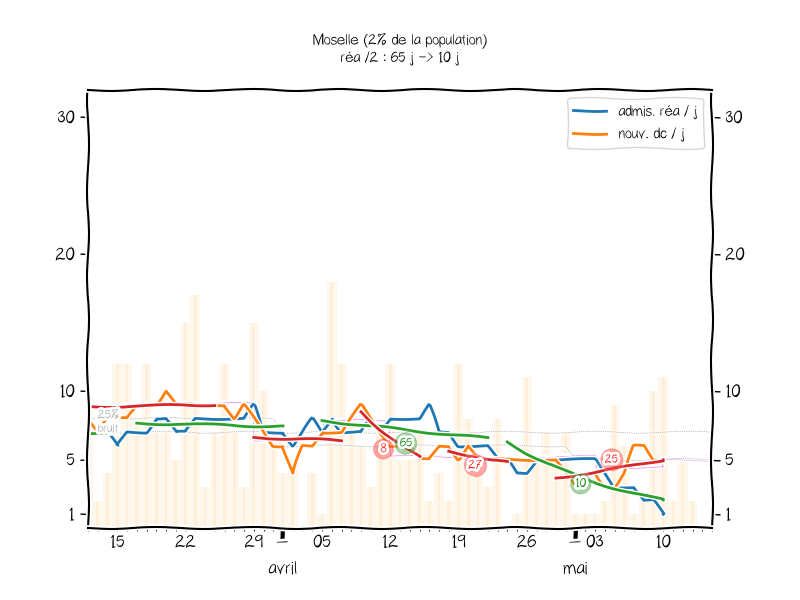 Moselle (2% de la population)
réa /2 : 65 j -> 10 j
admis. réa / j
nouv. dc / j
30 30
20 20
10 10
25%
bruit
8 65 27 25 10
5 5
1 1
15 22 29 05 12 19 26 03 10
avril mai